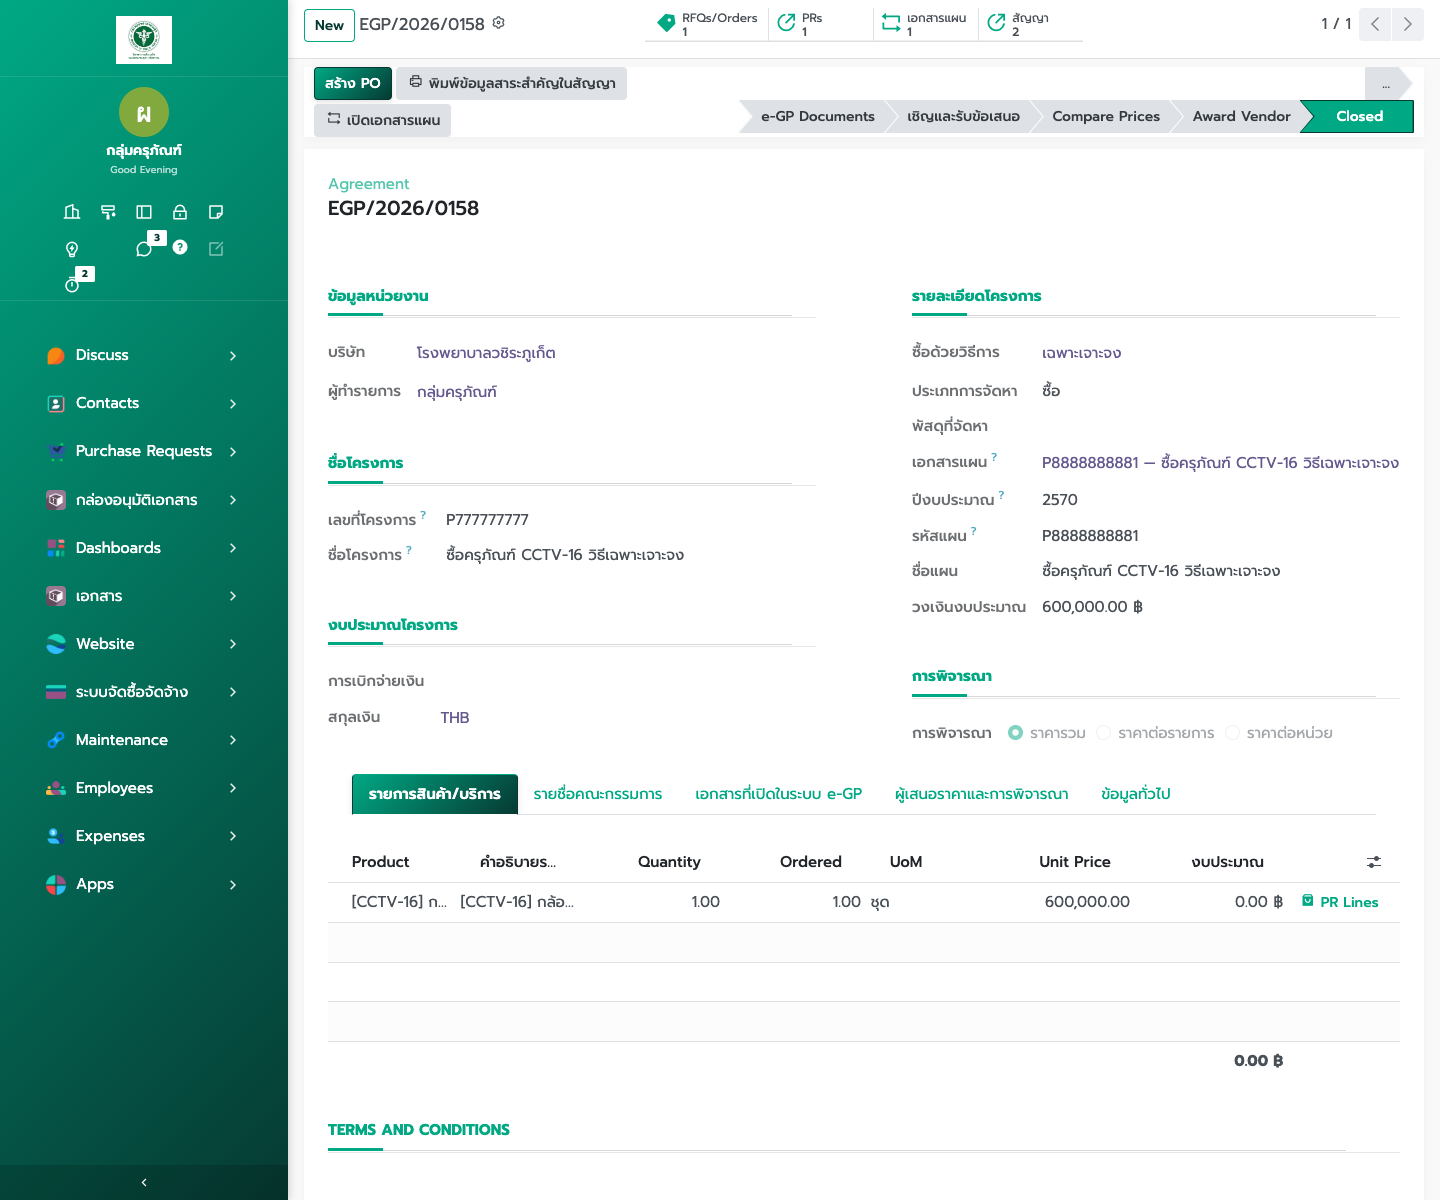 New
EGP/2026/0158
RFQs/Orders
1
PRs
1
เอกสารแผน
1
สัญญา
2
1 / 1
ผ
กลุ่มครุภัณฑ์
Good Evening
3
?
2
Discuss
Contacts
Purchase Requests
กล่องอนุมัติเอกสาร
Dashboards
เอกสาร
Website
ระบบจัดซื้อจัดจ้าง
Maintenance
Employees
Expenses
Apps
สร้าง PO
พิมพ์ข้อมูลสาระสำคัญในสัญญา
...
เปิดเอกสารแผน
e-GP Documents
เชิญและรับข้อเสนอ
Compare Prices
Award Vendor
Closed
Agreement
EGP/2026/0158
ข้อมูลหน่วยงาน
บริษัท โรงพยาบาลวชิระภูเก็ต
ผู้ทำรายการ กลุ่มครุภัณฑ์
ชื่อโครงการ
เลขที่โครงการ ? P777777777
ชื่อโครงการ ? ซื้อครุภัณฑ์ CCTV-16 วิธีเฉพาะเจาะจง
งบประมาณโครงการ
การเบิกจ่ายเงิน
สกุลเงิน THB
รายละเอียดโครงการ
ซื้อด้วยวิธีการ เฉพาะเจาะจง
ประเภทการจัดหา ซื้อ
พัสดุที่จัดหา
เอกสารแผน ? P8888888881 — ซื้อครุภัณฑ์ CCTV-16 วิธีเฉพาะเจาะจง
ปีงบประมาณ ? 2570
รหัสแผน ? P8888888881
ชื่อแผน ซื้อครุภัณฑ์ CCTV-16 วิธีเฉพาะเจาะจง
วงเงินงบประมาณ 600,000.00 ฿
การพิจารณา
การพิจารณา ราคารวม ราคาต่อรายการ ราคาต่อหน่วย
รายการสินค้า/บริการ รายชื่อคณะกรรมการ เอกสารที่เปิดในระบบ e-GP ผู้เสนอราคาและการพิจารณา ข้อมูลทั่วไป
Product คำอธิบายร... Quantity Ordered UoM Unit Price งบประมาณ
[CCTV-16] ก... [CCTV-16] กล้อ... 1.00 1.00 ชุด 600,000.00 0.00 ฿ PR Lines
0.00 ฿
TERMS AND CONDITIONS